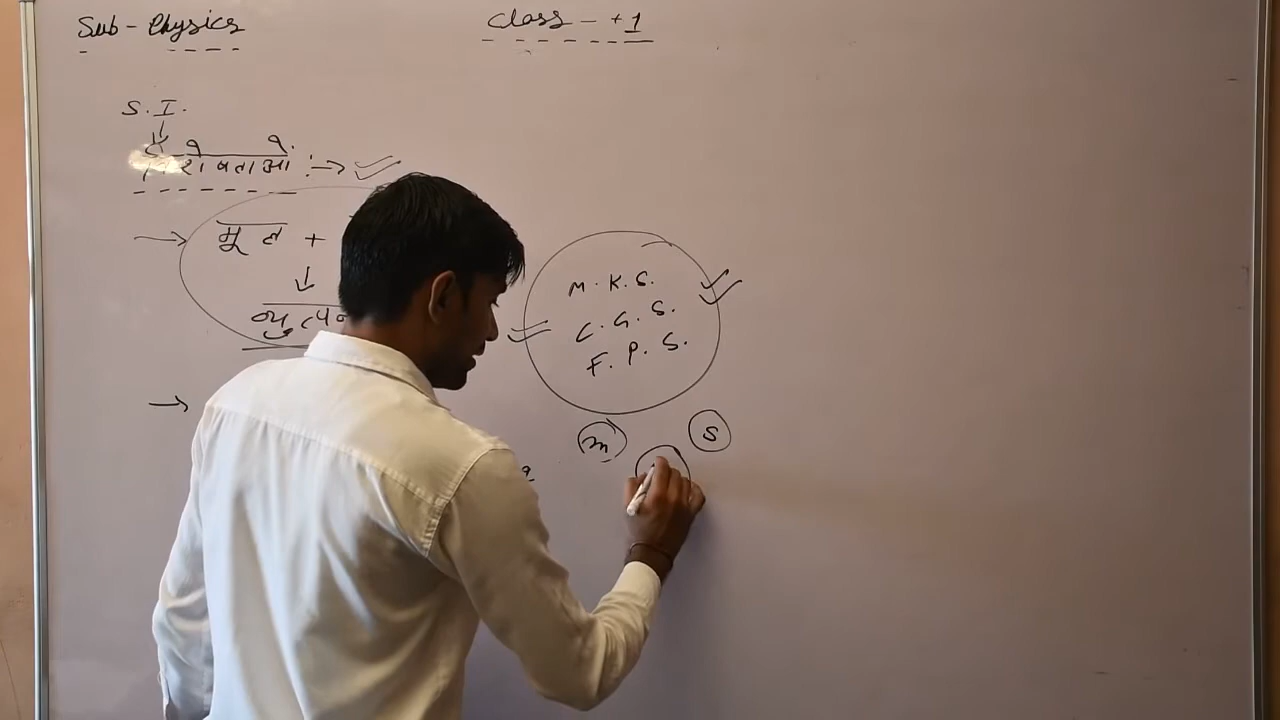 Sub- Physics
Class - +1
S.I.
विशेषताओं :→
→ मूल +
↓
→
M. K. S.
C. G. S.
F. P. S.
m
S